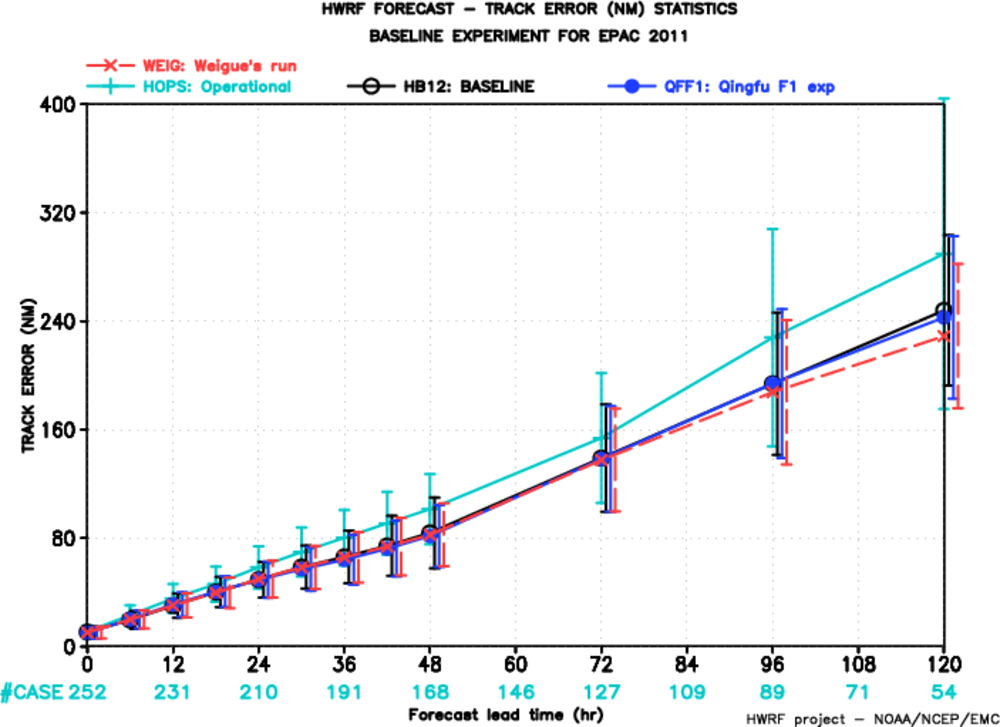 HWRF FORECAST – TRACK ERROR (NM) STATISTICS
BASELINE EXPERIMENT FOR EPAC 2011
WEIG: Weigue's run
HOPS: Operational HB12: BASELINE QFF1: Qingfu F1 exp
400
320
240
160
80
0
TRACK ERROR (NM)
0 12 24 36 48 60 72 84 96 108 120
#CASE 252 231 210 191 168 146 127 109 89 71 54
Forecast lead time (hr)
HWRF project – NOAA/NCEP/EMC